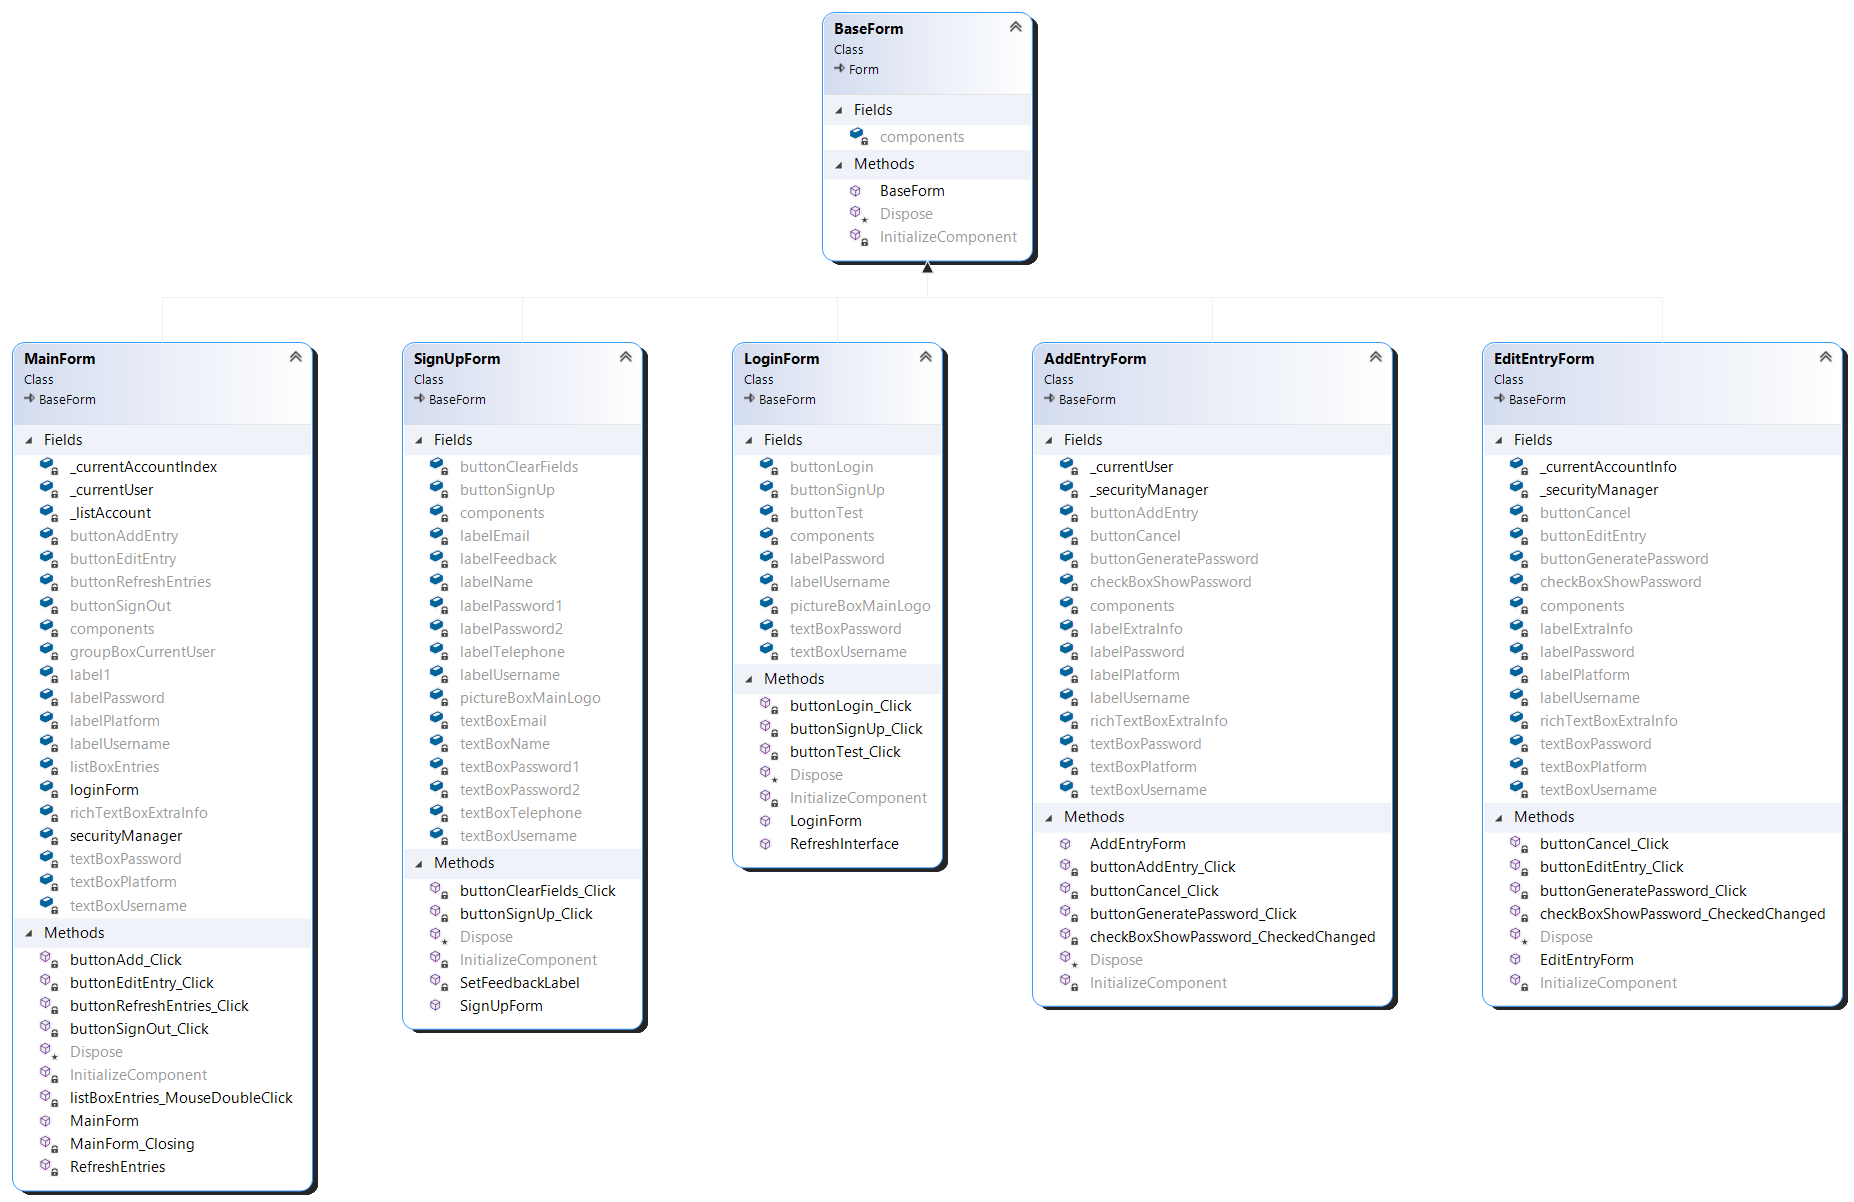 BaseForm
Class
Form
Fields
components
Methods
BaseForm
Dispose
InitializeComponent
MainForm
Class
BaseForm
Fields
_currentAccountIndex
_currentUser
_listAccount
buttonAddEntry
buttonEditEntry
buttonRefreshEntries
buttonSignOut
components
groupBoxCurrentUser
label1
labelPassword
labelPlatform
labelUsername
listBoxEntries
loginForm
richTextBoxExtraInfo
securityManager
textBoxPassword
textBoxPlatform
textBoxUsername
Methods
buttonAdd_Click
buttonEditEntry_Click
buttonRefreshEntries_Click
buttonSignOut_Click
Dispose
InitializeComponent
listBoxEntries_MouseDoubleClick
MainForm
MainForm_Closing
RefreshEntries
SignUpForm
Class
BaseForm
Fields
buttonClearFields
buttonSignUp
components
labelEmail
labelFeedback
labelName
labelPassword1
labelPassword2
labelTelephone
labelUsername
pictureBoxMainLogo
textBoxEmail
textBoxName
textBoxPassword1
textBoxPassword2
textBoxTelephone
textBoxUsername
Methods
buttonClearFields_Click
buttonSignUp_Click
Dispose
InitializeComponent
SetFeedbackLabel
SignUpForm
LoginForm
Class
BaseForm
Fields
buttonLogin
buttonSignUp
buttonTest
components
labelPassword
labelUsername
pictureBoxMainLogo
textBoxPassword
textBoxUsername
Methods
buttonLogin_Click
buttonSignUp_Click
buttonTest_Click
Dispose
InitializeComponent
LoginForm
RefreshInterface
AddEntryForm
Class
BaseForm
Fields
_currentUser
_securityManager
buttonAddEntry
buttonCancel
buttonGeneratePassword
checkBoxShowPassword
components
labelExtraInfo
labelPassword
labelPlatform
labelUsername
richTextBoxExtraInfo
textBoxPassword
textBoxPlatform
textBoxUsername
Methods
AddEntryForm
buttonAddEntry_Click
buttonCancel_Click
buttonGeneratePassword_Click
checkBoxShowPassword_CheckedChanged
Dispose
InitializeComponent
EditEntryForm
Class
BaseForm
Fields
_currentAccountInfo
_securityManager
buttonCancel
buttonEditEntry
buttonGeneratePassword
checkBoxShowPassword
components
labelExtraInfo
labelPassword
labelPlatform
labelUsername
richTextBoxExtraInfo
textBoxPassword
textBoxPlatform
textBoxUsername
Methods
buttonCancel_Click
buttonEditEntry_Click
buttonGeneratePassword_Click
checkBoxShowPassword_CheckedChanged
Dispose
EditEntryForm
InitializeComponent